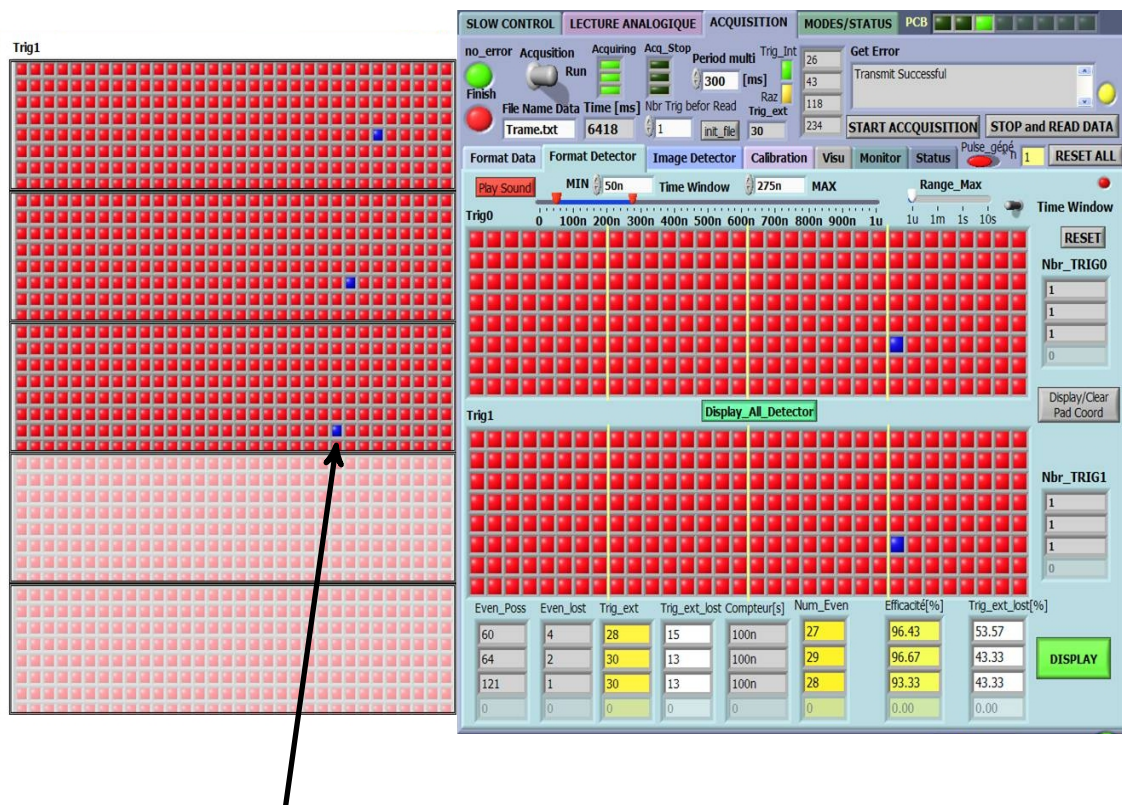 Trig1
SLOW CONTROL LECTURE ANALOGIQUE ACQUISITION MODES/STATUS PCB
no_error Acqusition Acquiring Acq_Stop Period multi Trig_Int 26 Get Error
Run 300 [ms] 43 Transmit Successful
Finish Raz 118
File Name Data Time [ms] Nbr Trig befor Read Trig_ext
Trame.txt 6418 1 init_file 30 234 START ACCQUISITION STOP and READ DATA
Format Data Format Detector Image Detector Calibration Visu Monitor Status Pulse_gépé n 1 RESET ALL
Play Sound MIN 50n Time Window 275n MAX Range_Max
Time Window
Trig0 0 100n 200n 300n 400n 500n 600n 700n 800n 900n 1u 1u 1m 1s 10s
RESET
Nbr_TRIG0
1
1
1
0
Display/Clear
Pad Coord
Trig1 Display_All_Detector
Nbr_TRIG1
1
1
1
0
Even_Poss Even_lost Trig_ext Trig_ext_lost Compteur[s] Num_Even Efficacité[%] Trig_ext_lost[%]
60 4 28 15 100n 27 96.43 53.57
64 2 30 13 100n 29 96.67 43.33 DISPLAY
121 1 30 13 100n 28 93.33 43.33
0 0 0 0 0 0 0.00 0.00